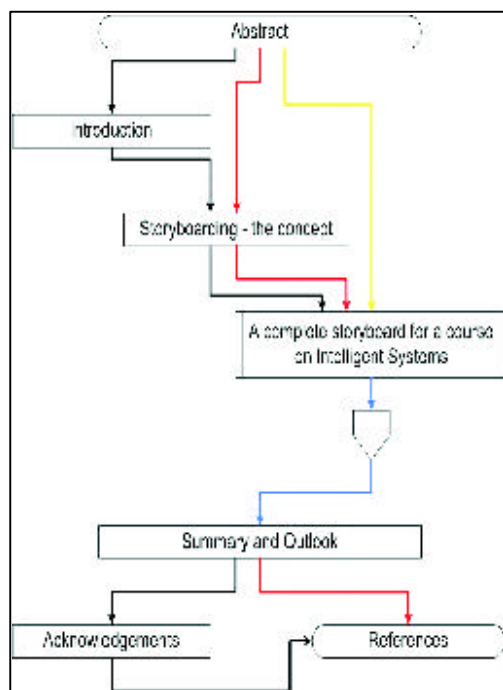 Abstract
Introduction
Storyboarding - the concept
A complete storyboard for a course
on Intelligent Systems
Summary and Outlook
Acknowledgements
References